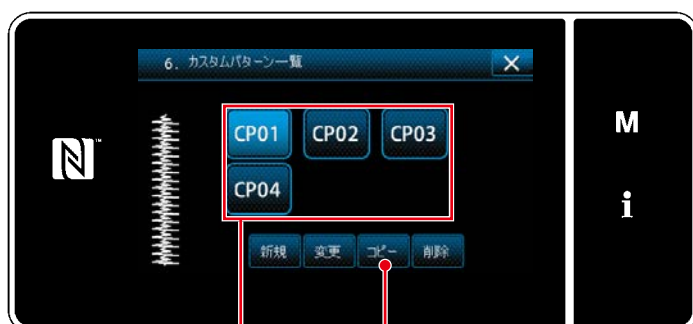 6. カスタムパターン一覧
CP01 CP02 CP03
CP04
新規 変更 コピー 削除
M
i